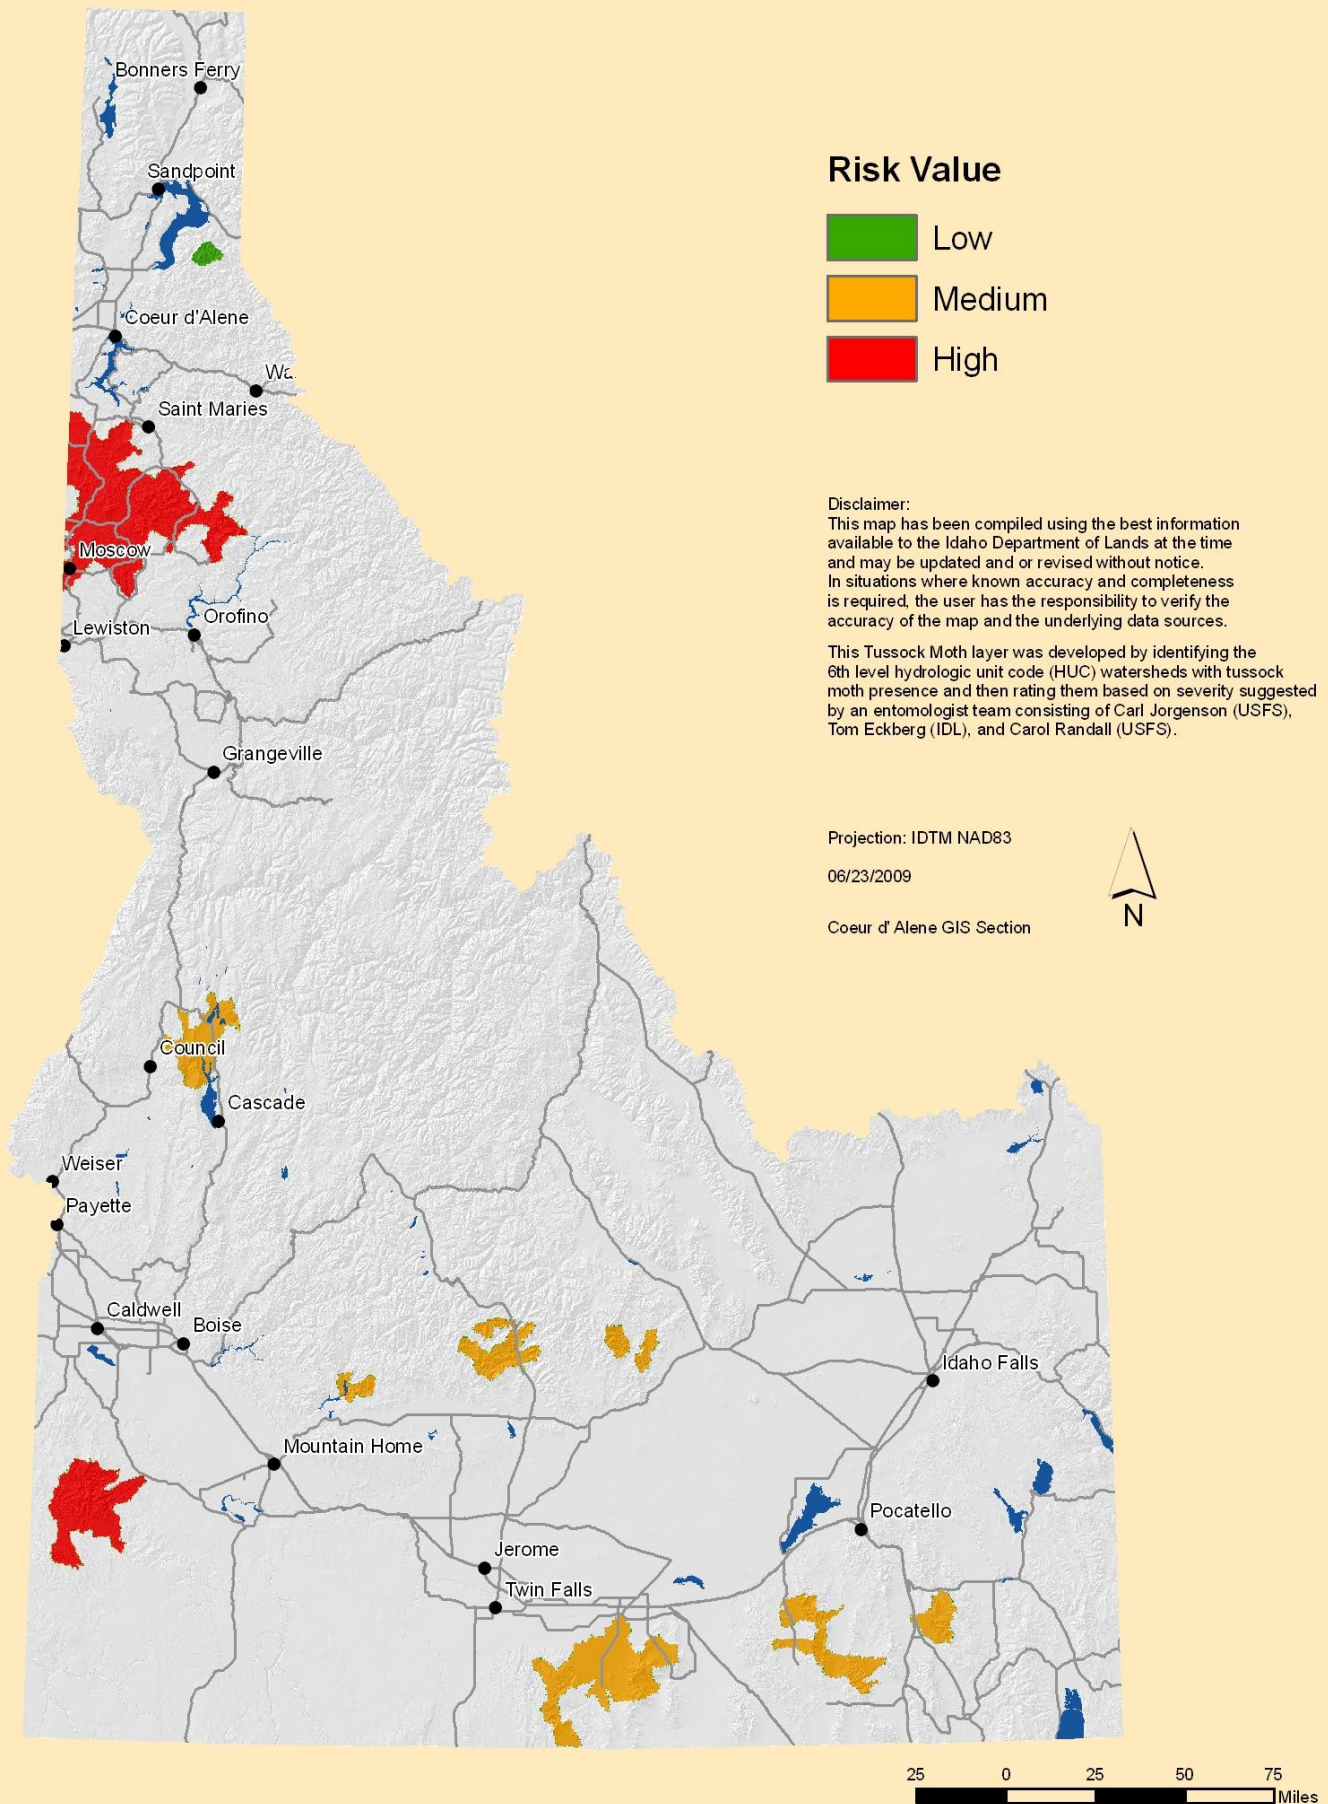 Bonners Ferry
Sandpoint
Coeur d'Alene
Wa
Saint Maries
Moscow
Orofino
Lewiston
Grangeville
Council
Cascade
Weiser
Payette
Caldwell
Boise
Idaho Falls
Mountain Home
Pocatello
Jerome
Twin Falls
Risk Value
Low
Medium
High
Disclaimer:
This map has been compiled using the best information
available to the Idaho Department of Lands at the time
and may be updated and or revised without notice.
In situations where known accuracy and completeness
is required, the user has the responsibility to verify the
accuracy of the map and the underlying data sources.
This Tussock Moth layer was developed by identifying the
6th level hydrologic unit code (HUC) watersheds with tussock
moth presence and then rating them based on severity suggested
by an entomologist team consisting of Carl Jorgenson (USFS),
Tom Eckberg (IDL), and Carol Randall (USFS).
Projection: IDTM NAD83
06/23/2009
Coeur d' Alene GIS Section
N
25 0 25 50 75
Miles